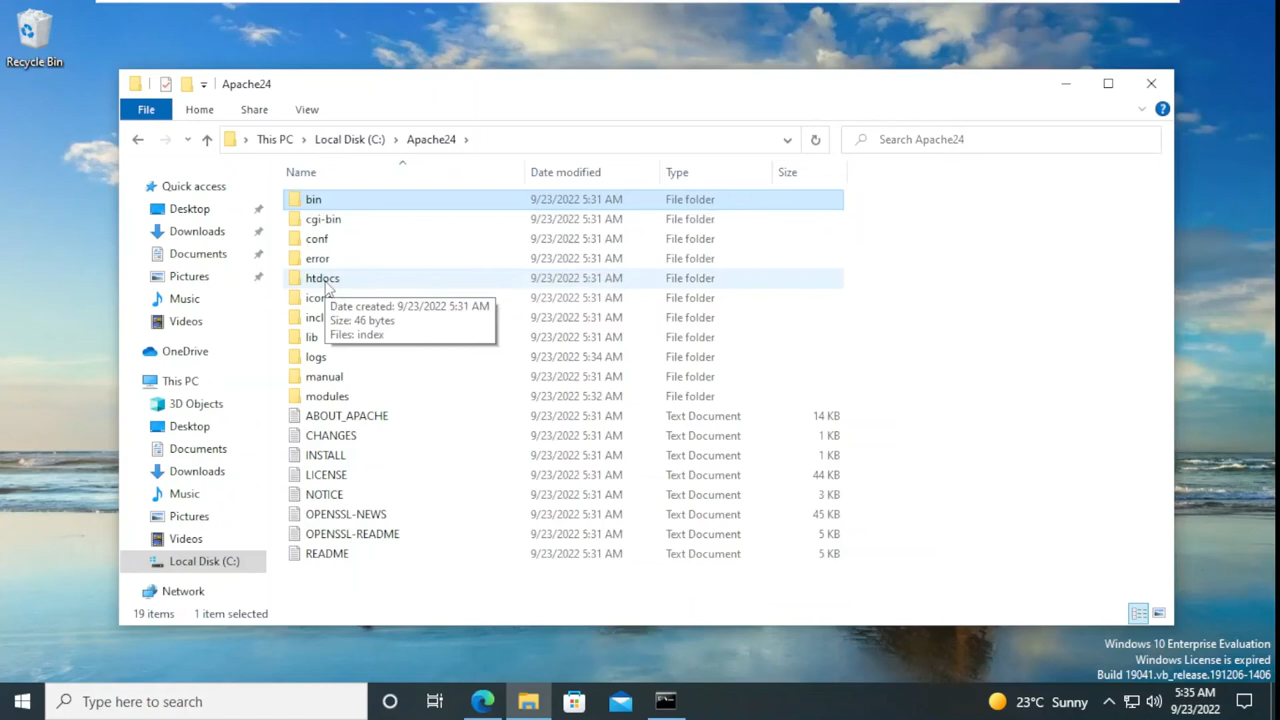 Recycle Bin
Apache24
File Home Share View
This PC Local Disk (C:) Apache24
Search Apache24
Name Date modified Type Size
Quick access
Desktop
Downloads
Documents
Pictures
Music
Videos
OneDrive
This PC
3D Objects
Desktop
Documents
Downloads
Music
Pictures
Videos
Local Disk (C:)
Network
bin 9/23/2022 5:31 AM File folder
cgi-bin 9/23/2022 5:31 AM File folder
conf 9/23/2022 5:31 AM File folder
error 9/23/2022 5:31 AM File folder
htdocs 9/23/2022 5:31 AM File folder
9/23/2022 5:31 AM File folder
9/23/2022 5:31 AM File folder
lib 9/23/2022 5:31 AM File folder
logs 9/23/2022 5:34 AM File folder
manual 9/23/2022 5:31 AM File folder
modules 9/23/2022 5:32 AM File folder
ABOUT_APACHE 9/23/2022 5:31 AM Text Document 14 KB
CHANGES 9/23/2022 5:31 AM Text Document 1 KB
INSTALL 9/23/2022 5:31 AM Text Document 1 KB
LICENSE 9/23/2022 5:31 AM Text Document 44 KB
NOTICE 9/23/2022 5:31 AM Text Document 3 KB
OPENSSL-NEWS 9/23/2022 5:31 AM Text Document 45 KB
OPENSSL-README 9/23/2022 5:31 AM Text Document 5 KB
README 9/23/2022 5:31 AM Text Document 5 KB
Date created: 9/23/2022 5:31 AM
Size: 46 bytes
Files: index
19 items 1 item selected
Windows 10 Enterprise Evaluation
Windows License is expired
Build 19041.vb_release.191206-1406
Type here to search
23°C Sunny
5:35 AM
9/23/2022